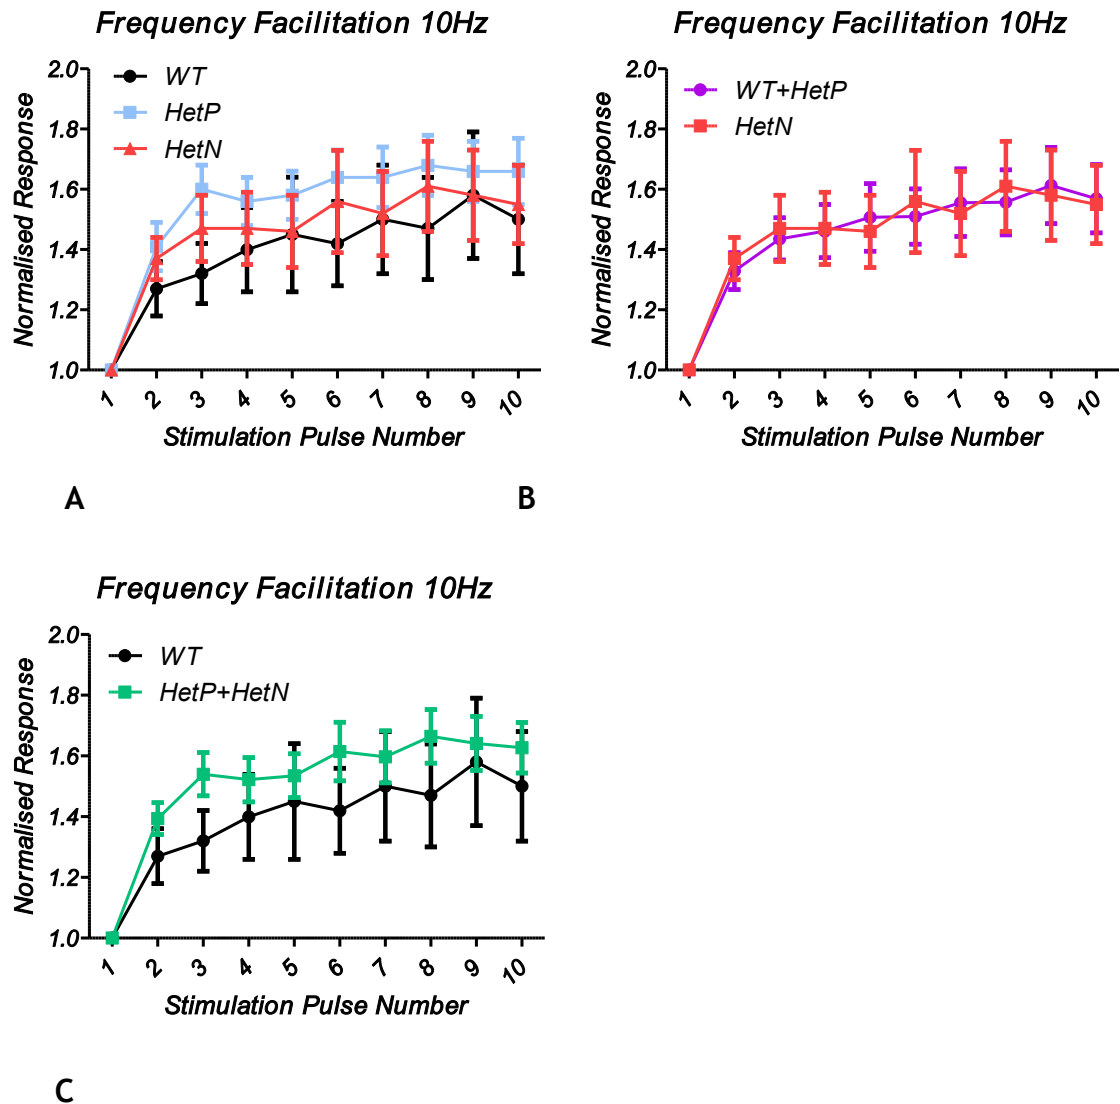 Frequency Facilitation 10Hz
Normalised Response
2.0
1.8
1.6
1.4
1.2
1.0
WT
HetP
HetN
1 2 3 4 5 6 7 8 9 10
Stimulation Pulse Number
A
Frequency Facilitation 10Hz
Normalised Response
2.0
1.8
1.6
1.4
1.2
1.0
WT+HetP
HetN
1 2 3 4 5 6 7 8 9 10
Stimulation Pulse Number
B
Frequency Facilitation 10Hz
Normalised Response
2.0
1.8
1.6
1.4
1.2
1.0
WT
HetP+HetN
1 2 3 4 5 6 7 8 9 10
Stimulation Pulse Number
C